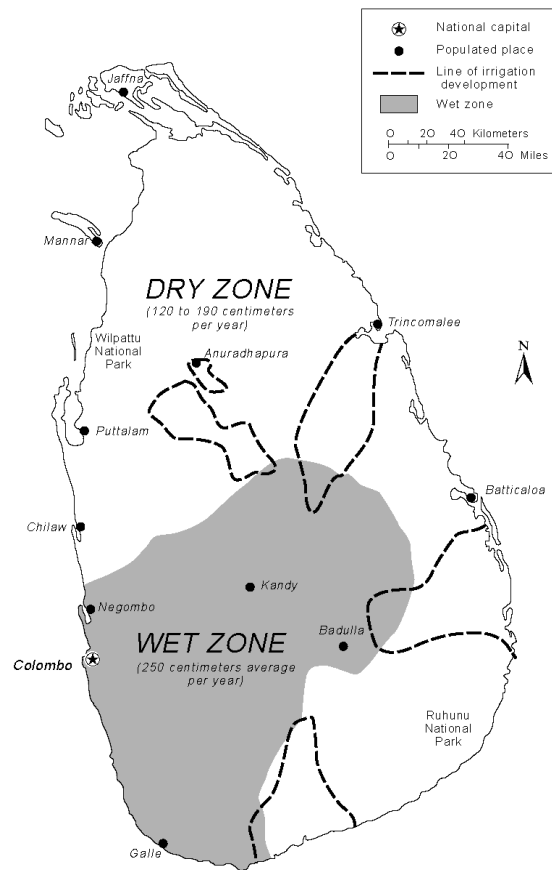 National capital
Populated place
Line of irrigation
development
Wet zone
0 20 40 Kilometers
0 20 40 Miles
Jaffna
Mannar
DRY ZONE
(120 to 190 centimeters
per year)
Trincomalee
Wilpattu
National
Park
Anuradhapura
N
Puttalam
Batticaloa
Chilaw
Kandy
Negombo
WET ZONE
(250 centimeters average
per year)
Badulla
Colombo
Ruhunu
National
Park
Galle